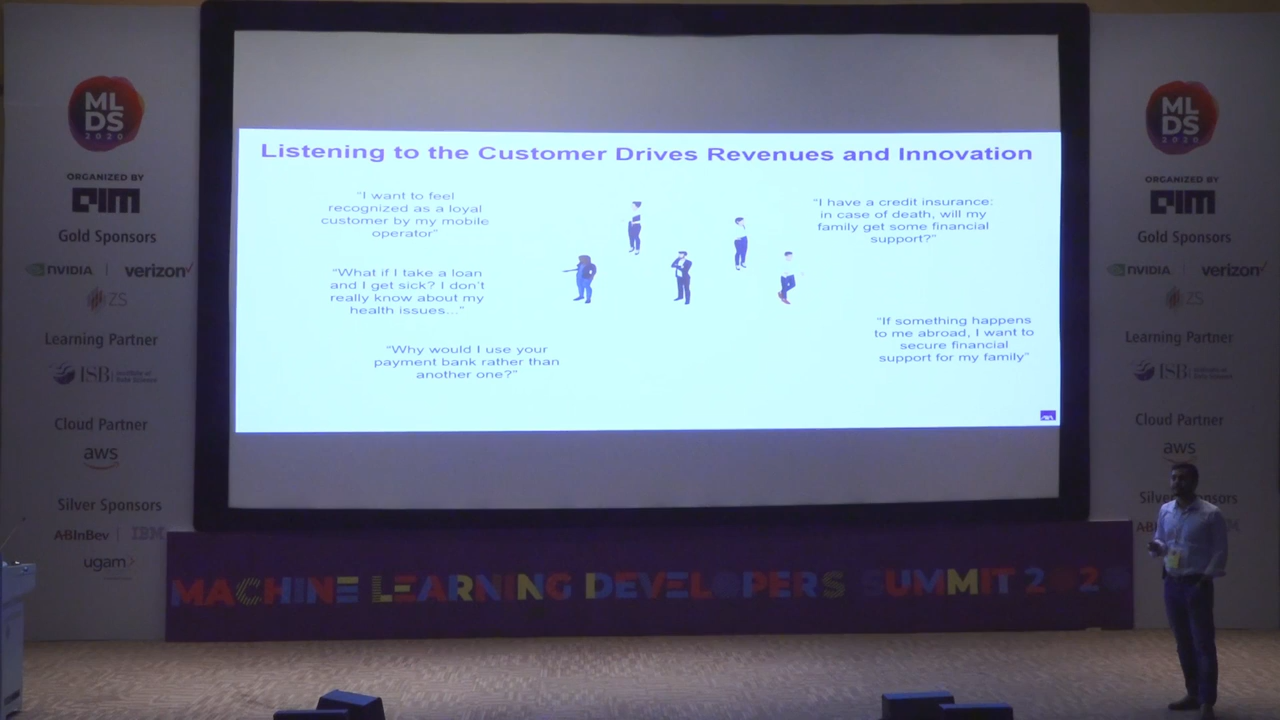 Listening to the Customer Drives Revenues and Innovation
"I want to feel
recognized as a loyal
customer by my mobile
operator"
"What if I take a loan
and I get sick? I don't
really know about my
health issues..."
"Why would I use your
payment bank rather than
another one?"
"I have a credit insurance:
in case of death, will my
family get some financial
support?"
"If something happens
to me abroad, I want to
secure financial
support for my family"
AXA
ML
DS
2020
ORGANIZED BY
AIM
Gold Sponsors
NVIDIA
verizon
ZS
Learning Partner
ISB
Cloud Partner
aws
Silver Sponsors
ABInBev
IBM
ugam
ML
DS
2020
ORGANIZED BY
AIM
Gold Sponsors
NVIDIA
verizon
ZS
Learning Partner
ISB
Cloud Partner
aws
MACHINE LEARNING DEVELOPERS SUMMIT 2020